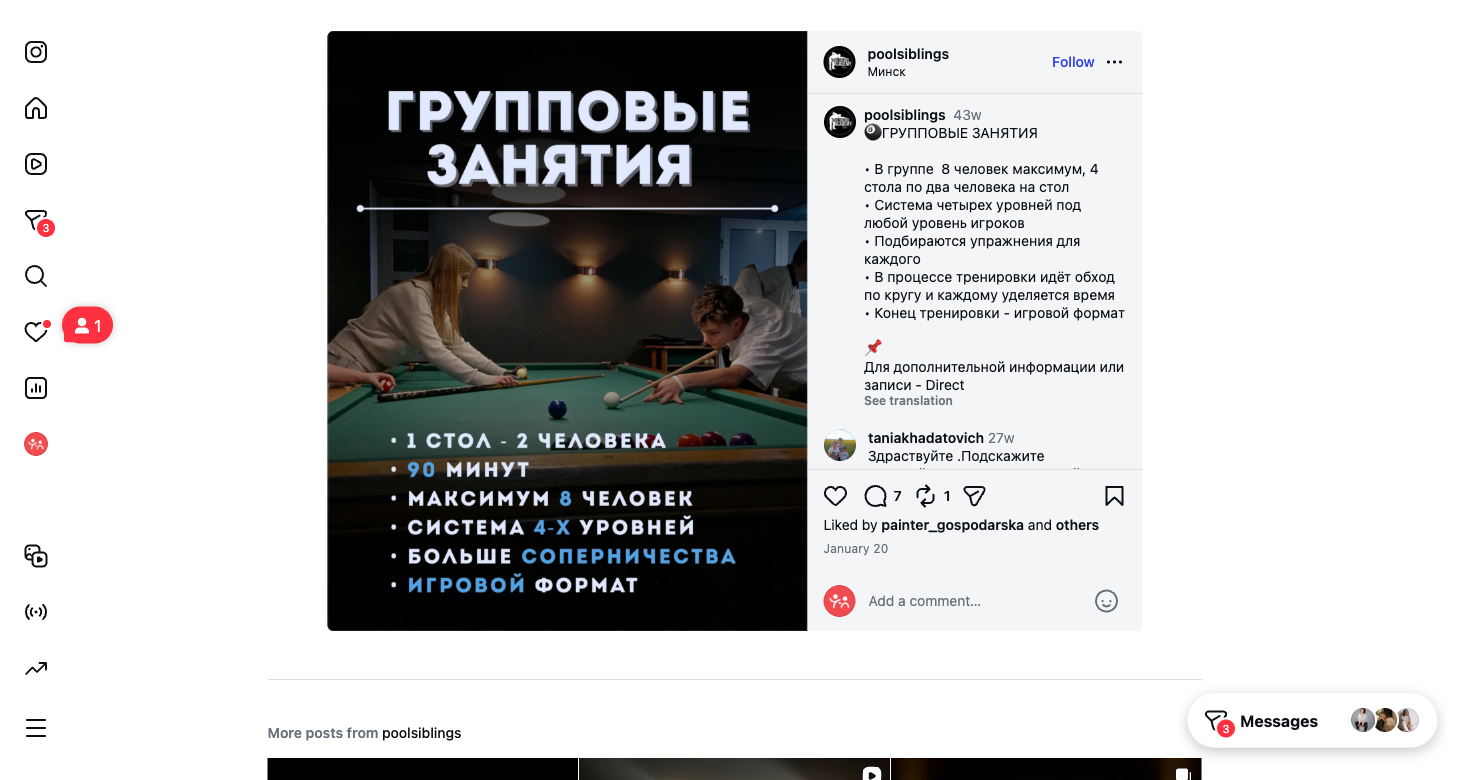 ГРУППОВЫЕ
ЗАНЯТИЯ
• 1 СТОЛ - 2 ЧЕЛОВЕКА
• 90 МИНУТ
• МАКСИМУМ 8 ЧЕЛОВЕК
• СИСТЕМА 4-Х УРОВНЕЙ
• БОЛЬШЕ СОПЕРНИЧЕСТВА
• ИГРОВОЙ ФОРМАТ
poolsiblings
Минск
Follow
poolsiblings 43w
🎱ГРУППОВЫЕ ЗАНЯТИЯ
• В группе 8 человек максимум, 4
стола по два человека на стол
• Система четырех уровней под
любой уровень игроков
• Подбираются упражнения для
каждого
• В процессе тренировки идёт обход
по кругу и каждому уделяется время
• Конец тренировки - игровой формат
📌
Для дополнительной информации или
записи - Direct
See translation
taniakhadatovich 27w
Здраствуйте .Подскажите
7 1
Liked by painter_gospodarska and others
January 20
Add a comment...
3
1
More posts from poolsiblings
3 Messages